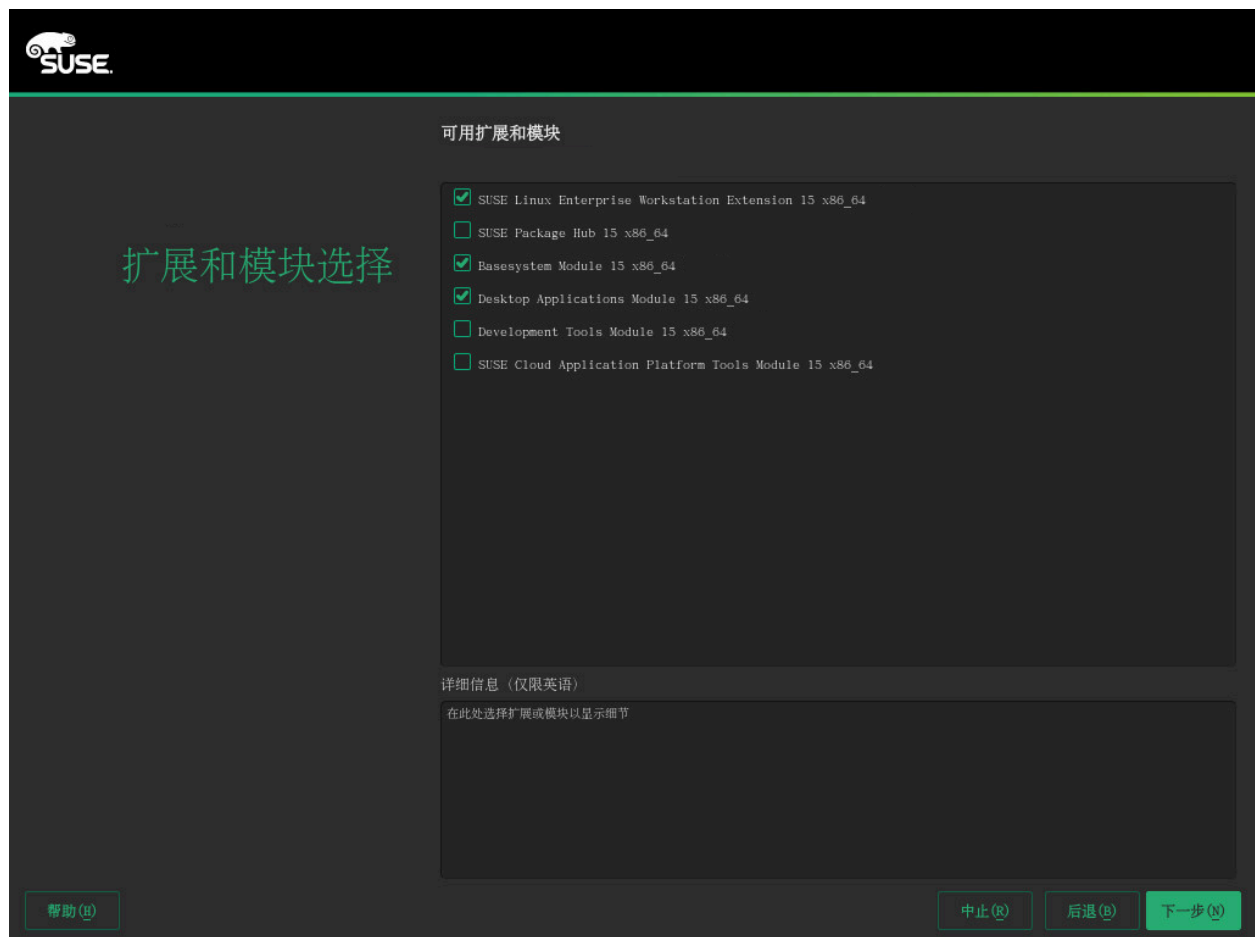 SUSE.
可用扩展和模块
扩展和模块选择
SUSE Linux Enterprise Workstation Extension 15 x86_64
SUSE Package Hub 15 x86_64
Basesystem Module 15 x86_64
Desktop Applications Module 15 x86_64
Development Tools Module 15 x86_64
SUSE Cloud Application Platform Tools Module 15 x86_64
详细信息（仅限英语）
在此处选择扩展或模块以显示细节
帮助(H) 中止(R) 后退(B) 下一步(N)